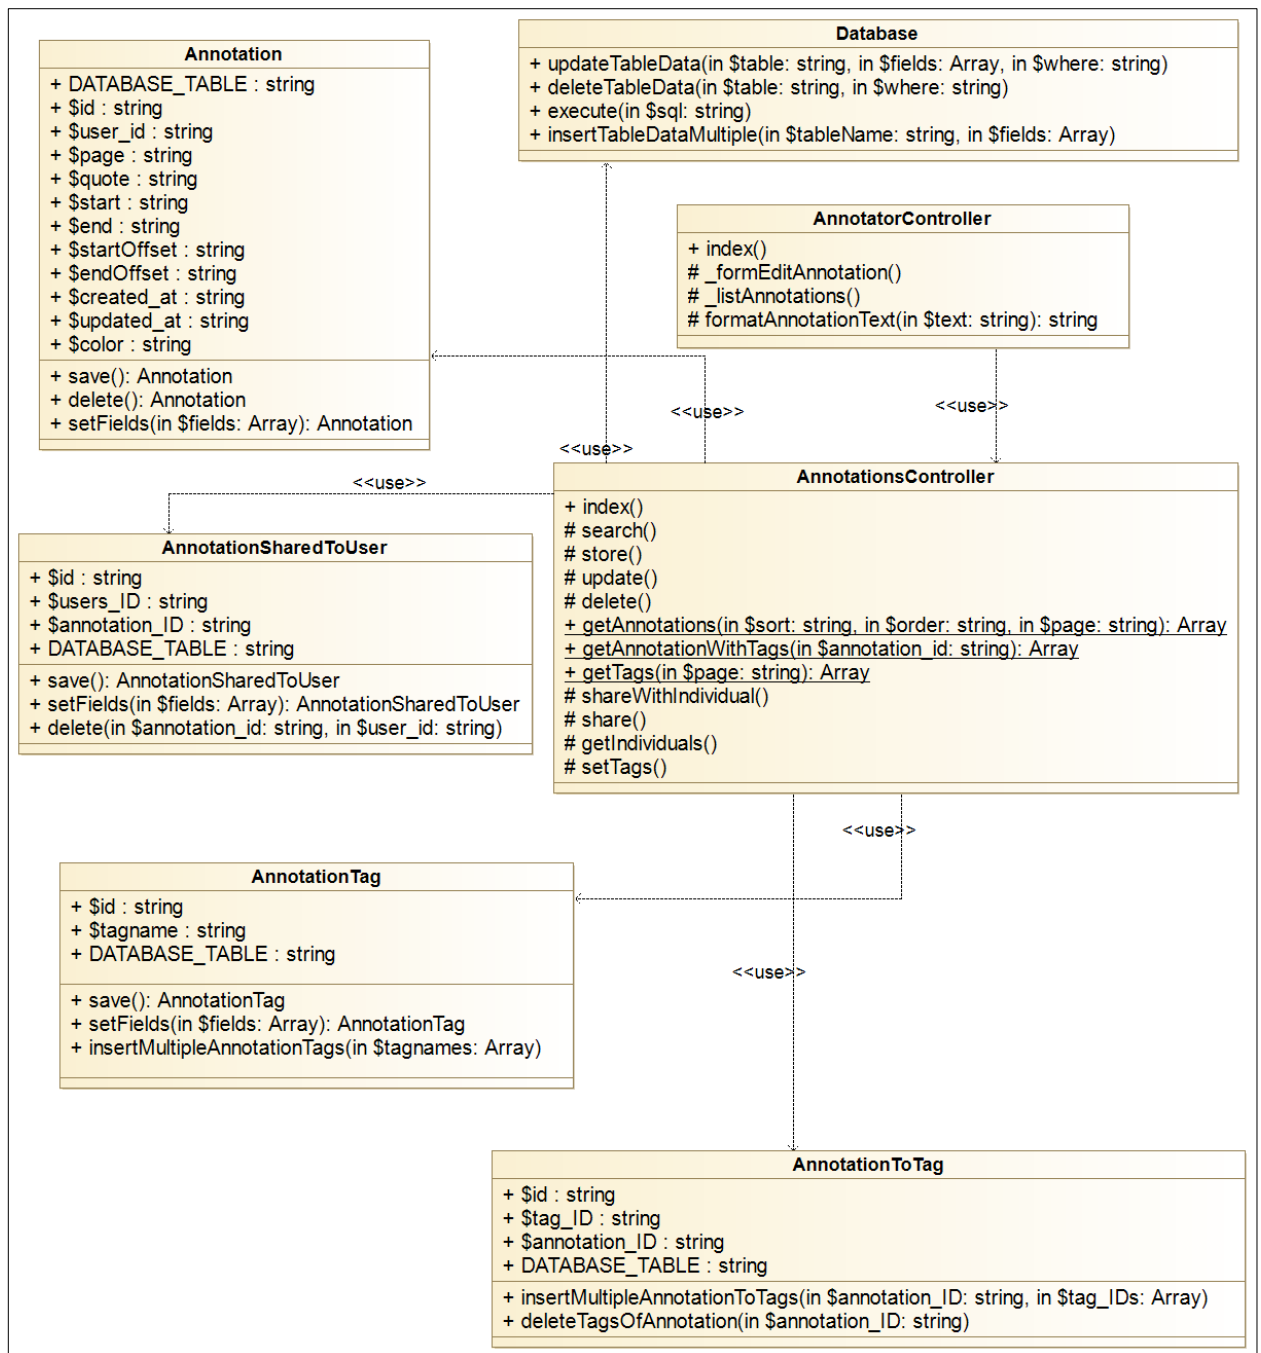 Annotation
+ DATABASE_TABLE : string
+ $id : string
+ $user_id : string
+ $page : string
+ $quote : string
+ $start : string
+ $end : string
+ $startOffset : string
+ $endOffset : string
+ $created_at : string
+ $updated_at : string
+ $color : string
+ save(): Annotation
+ delete(): Annotation
+ setFields(in $fields: Array): Annotation
Database
+ updateTableData(in $table: string, in $fields: Array, in $where: string)
+ deleteTableData(in $table: string, in $where: string)
+ execute(in $sql: string)
+ insertTableDataMultiple(in $tableName: string, in $fields: Array)
AnnotatorController
+ index()
# _formEditAnnotation()
# _listAnnotations()
# formatAnnotationText(in $text: string): string
<<use>>
<<use>>
<<use>>
<<use>>
AnnotationSharedToUser
+ $id : string
+ $users_ID : string
+ $annotation_ID : string
+ DATABASE_TABLE : string
+ save(): AnnotationSharedToUser
+ setFields(in $fields: Array): AnnotationSharedToUser
+ delete(in $annotation_id: string, in $user_id: string)
AnnotationsController
+ index()
# search()
# store()
# update()
# delete()
+ getAnnotations(in $sort: string, in $order: string, in $page: string): Array
+ getAnnotationWithTags(in $annotation_id: string): Array
+ getTags(in $page: string): Array
# shareWithIndividual()
# share()
# getIndividuals()
# setTags()
<<use>>
AnnotationTag
+ $id : string
+ $tagname : string
+ DATABASE_TABLE : string
+ save(): AnnotationTag
+ setFields(in $fields: Array): AnnotationTag
+ insertMultipleAnnotationTags(in $tagnames: Array)
<<use>>
AnnotationToTag
+ $id : string
+ $tag_ID : string
+ $annotation_ID : string
+ DATABASE_TABLE : string
+ insertMultipleAnnotationToTags(in $annotation_ID: string, in $tag_IDs: Array)
+ deleteTagsOfAnnotation(in $annotation_ID: string)